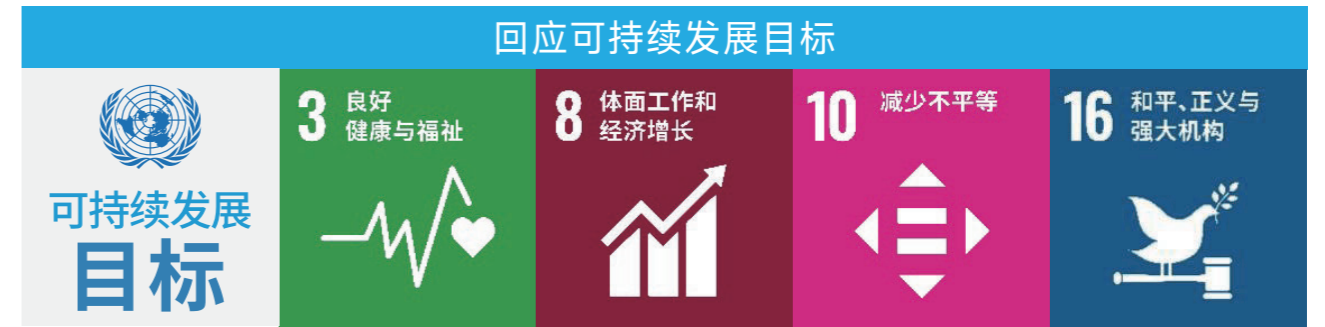 回应可持续发展目标
可持续发展
目标
3 良好
健康与福祉
8 体面工作和
经济增长
10 减少不平等
16 和平、正义与
强大机构